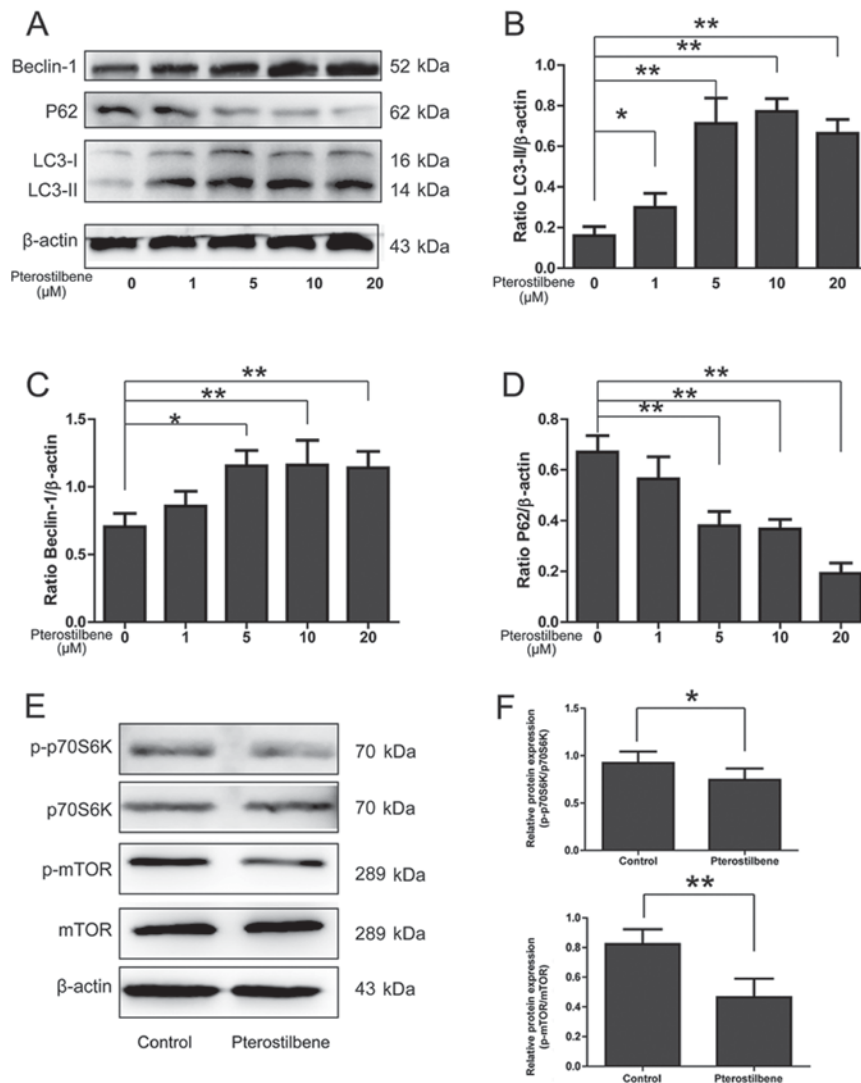 A
Beclin-1 52 kDa
P62 62 kDa
LC3-I 16 kDa
LC3-II 14 kDa
β-actin 43 kDa
Pterostilbene (μM) 0 1 5 10 20
B
**
**
**
*
Ratio LC3-II/β-actin
1.0
0.8
0.6
0.4
0.2
0.0
0 1 5 10 20
C
**
**
*
Ratio Beclin-1/β-actin
1.5
1.0
0.5
0.0
Pterostilbene (μM) 0 1 5 10 20
D
**
**
**
Ratio P62/β-actin
0.8
0.6
0.4
0.2
0.0
Pterostilbene (μM) 0 1 5 10 20
E
p-p70S6K 70 kDa
p70S6K 70 kDa
p-mTOR 289 kDa
mTOR 289 kDa
β-actin 43 kDa
Control Pterostilbene
F
*
Relative protein expression
(p-p70S6K/p70S6K)
1.5
1.0
0.5
0.0
Control Pterostilbene
**
Relative protein expression
(p-mTOR/mTOR)
1.0
0.8
0.6
0.4
0.2
0.0
Control Pterostilbene